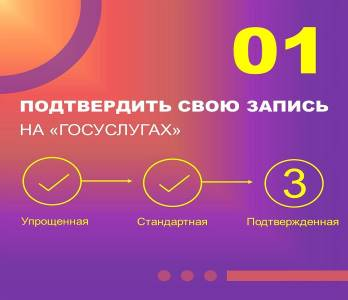 01
ПОДТВЕРДИТЬ СВОЮ ЗАПИСЬ
НА «ГОСУСЛУГАХ»
3
Упрощенная Стандартная Подтвержденная